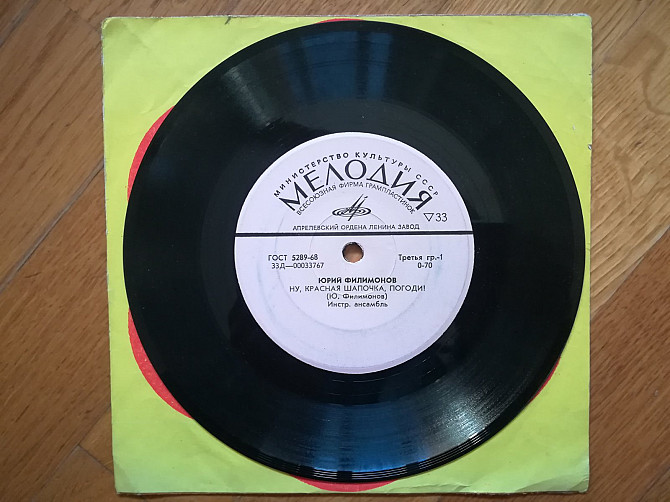 МИНИСТЕРСТВО КУЛЬТУРЫ СССР
МЕЛОДИЯ
ВСЕСОЮЗНАЯ ФИРМА ГРАМПЛАСТИНОК
▽33
АПРЕЛЕВСКИЙ ОРДЕНА ЛЕНИНА ЗАВОД
ГОСТ 5289-68 Третья гр.-1
33Д—00033767 0-70
ЮРИЙ ФИЛИМОНОВ
НУ, КРАСНАЯ ШАПОЧКА, ПОГОДИ!
(Ю. Филимонов)
Инстр. ансамбль